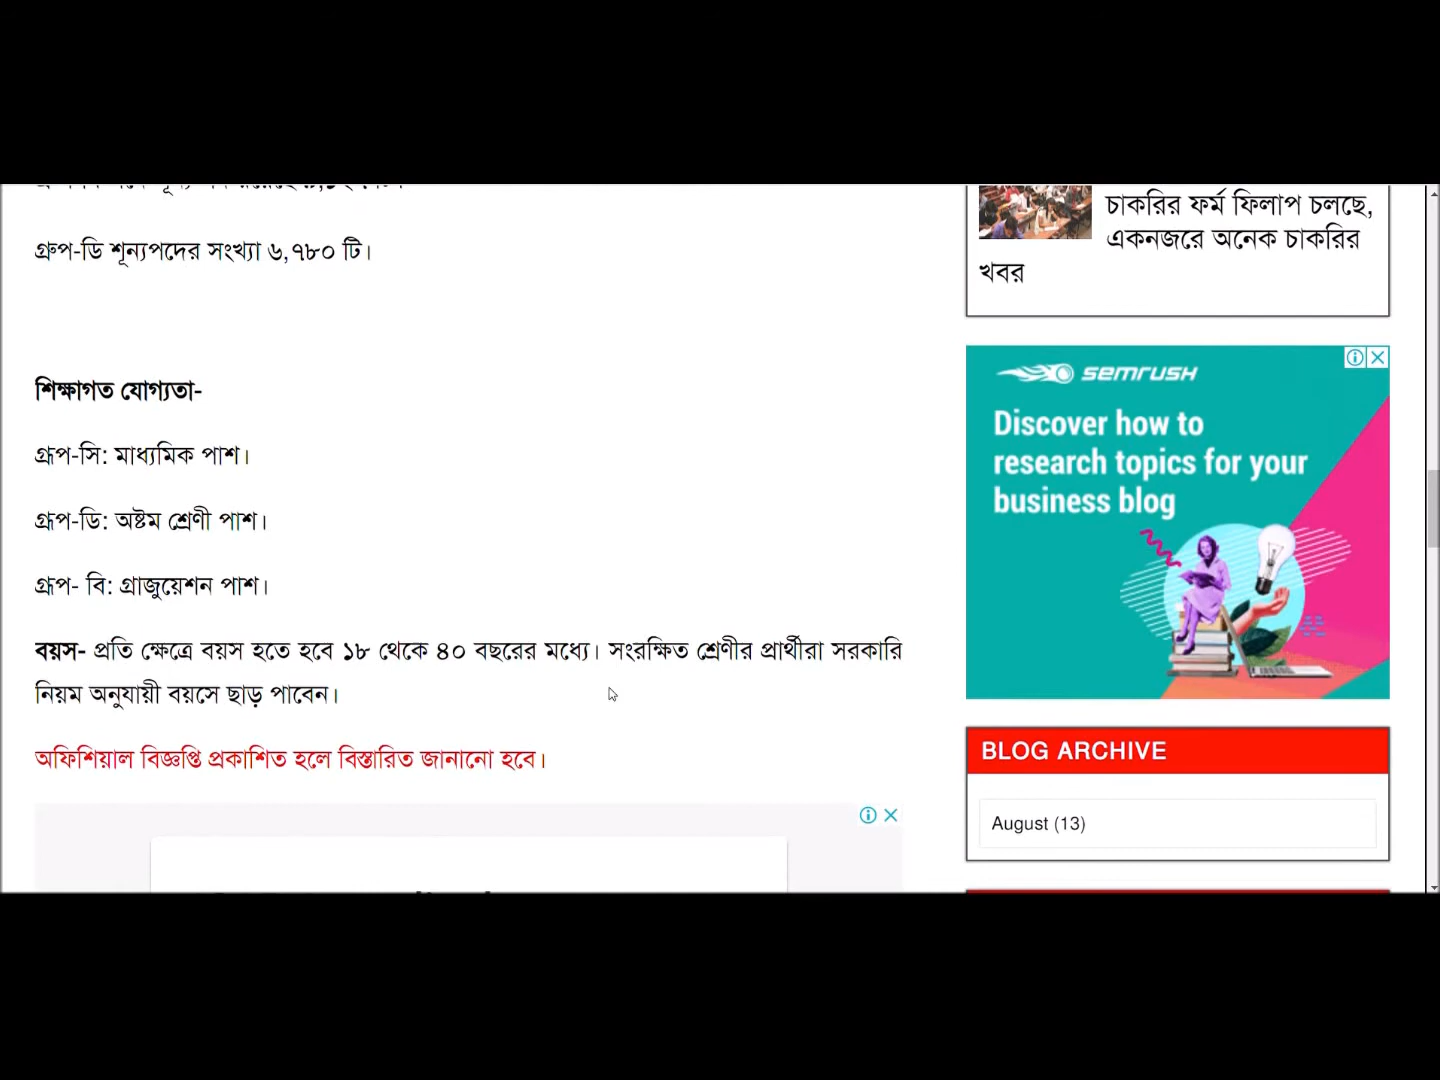 গ্রুপ-ডি শূন্যপদের সংখ্যা ৬,৭৮০ টি।
শিক্ষাগত যোগ্যতা-
গ্রূপ-সি: মাধ্যমিক পাশ।
গ্রূপ-ডি: অষ্টম শ্রেণী পাশ।
গ্রূপ- বি: গ্রাজুয়েশন পাশ।
বয়স- প্রতি ক্ষেত্রে বয়স হতে হবে ১৮ থেকে ৪০ বছরের মধ্যে। সংরক্ষিত শ্রেণীর প্রার্থীরা সরকারি
নিয়ম অনুযায়ী বয়সে ছাড় পাবেন।
অফিশিয়াল বিজ্ঞপ্তি প্রকাশিত হলে বিস্তারিত জানানো হবে।
চাকরির ফর্ম ফিলাপ চলছে,
একনজরে অনেক চাকরির
খবর
semrush
Discover how to
research topics for your
business blog
BLOG ARCHIVE
August (13)